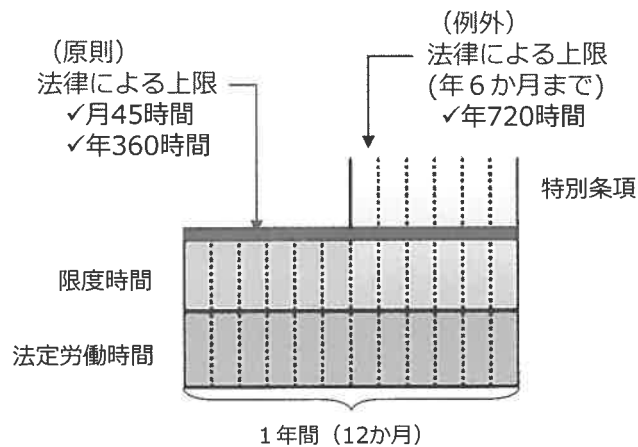 （原則）
法律による上限
✓月45時間
✓年360時間
（例外）
法律による上限
(年６か月まで)
✓年720時間
特別条項
限度時間
法定労働時間
１年間（12か月）